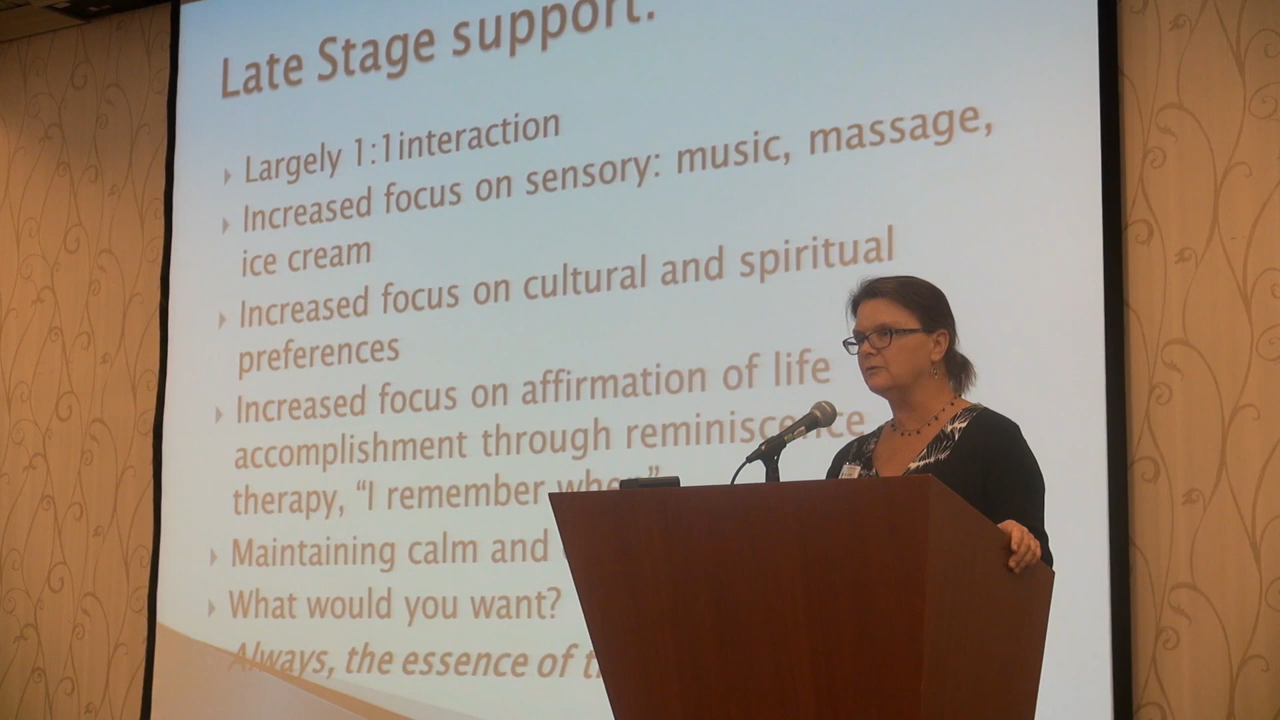 Late Stage support:
Largely 1:1interaction
Increased focus on sensory: music, massage,
ice cream
Increased focus on cultural and spiritual
preferences
Increased focus on affirmation of life
accomplishment through reminiscence
therapy, “I remember when”
Maintaining calm and
What would you want?
Always, the essence of